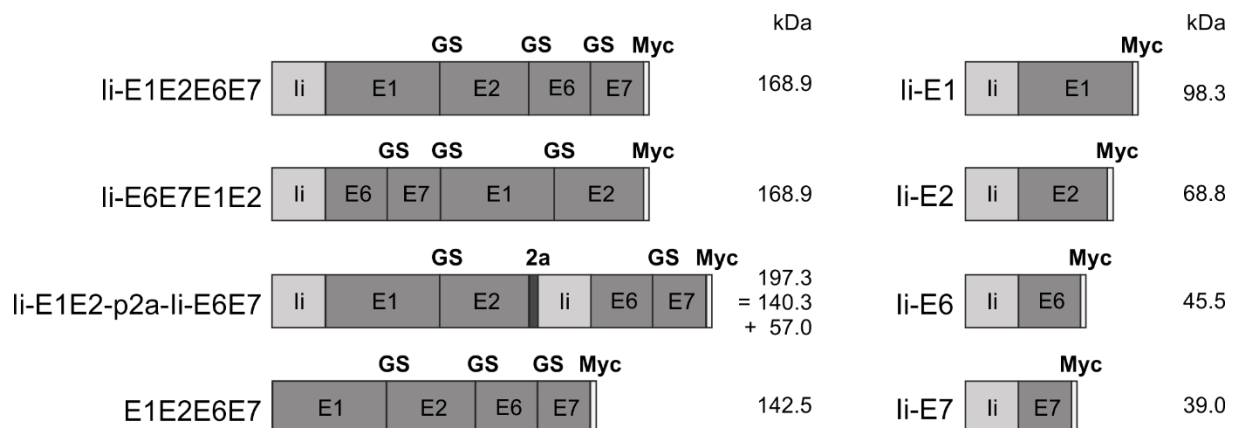 kDa
kDa
GS GS GS Myc
Myc
Ii-E1E2E6E7 Ii E1 E2 E6 E7 168.9
Ii-E1 Ii E1 98.3
GS GS GS Myc
Myc
Ii-E6E7E1E2 Ii E6 E7 E1 E2 168.9
Ii-E2 Ii E2 68.8
GS 2a GS Myc
Myc
Ii-E1E2-p2a-Ii-E6E7 Ii E1 E2 Ii E6 E7 197.3
= 140.3
+ 57.0
Ii-E6 Ii E6 45.5
GS GS GS Myc
Myc
E1E2E6E7 E1 E2 E6 E7 142.5
Ii-E7 Ii E7 39.0